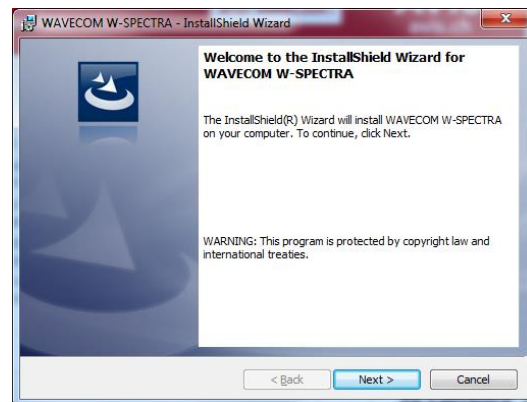 WAVECOM W-SPECTRA - InstallShield Wizard
Welcome to the InstallShield Wizard for
WAVECOM W-SPECTRA
The InstallShield(R) Wizard will install WAVECOM W-SPECTRA
on your computer. To continue, click Next.
WARNING: This program is protected by copyright law and
international treaties.
< Back
Next >
Cancel